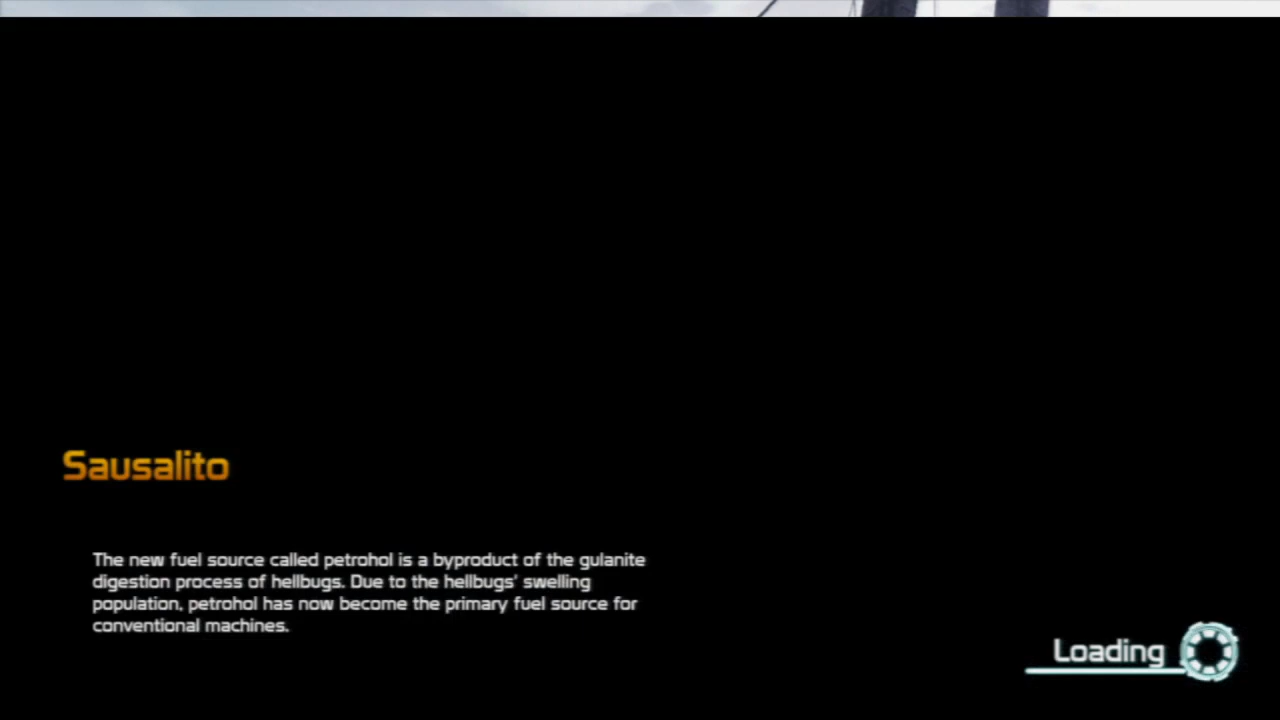 Sausalito
The new fuel source called petrohol is a byproduct of the gulanite
digestion process of hellbugs. Due to the hellbugs' swelling
population, petrohol has now become the primary fuel source for
conventional machines.
Loading